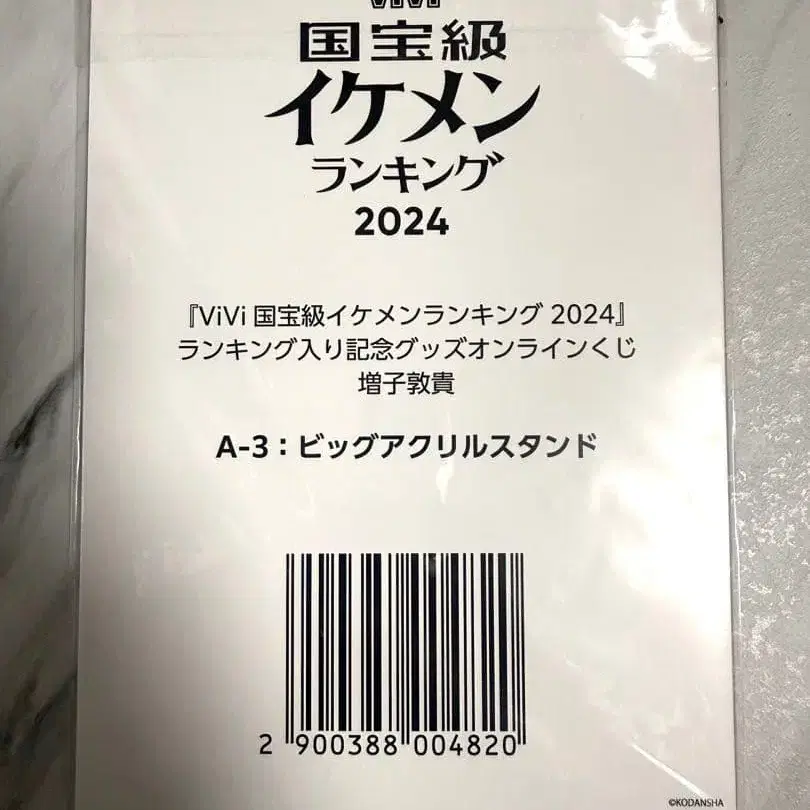 ViVi
国宝級
イケメン
ランキング
2024
『ViVi 国宝級イケメンランキング 2024』
ランキング入り記念グッズオンラインくじ
増子敦貴
A-3：ビッグアクリルスタンド
2 900388 004820
©KODANSHA